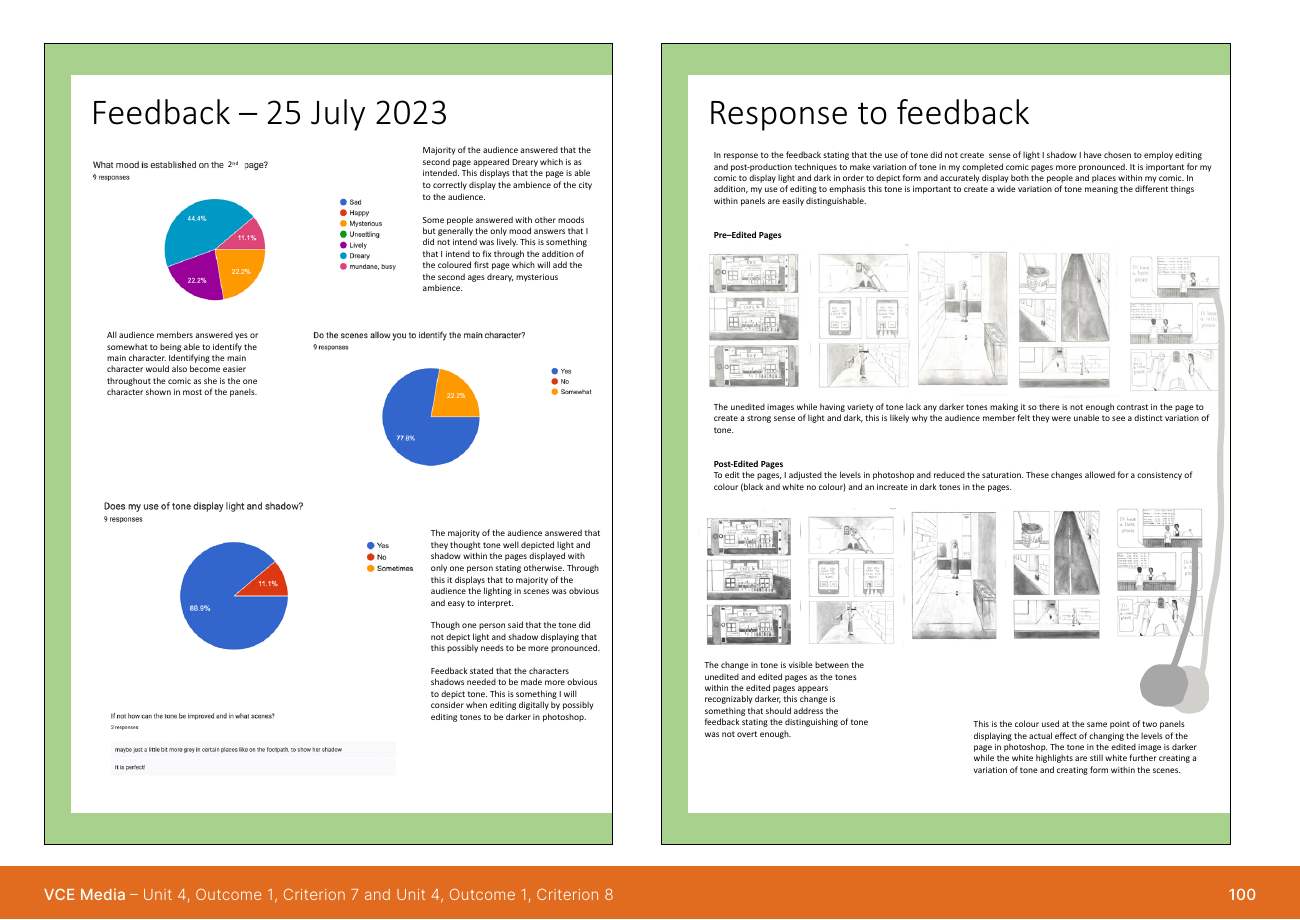 Feedback – 25 July 2023
What mood is established on the 2nd page?
9 responses
44.4%
11.1%
22.2%
22.2%
Sad
Happy
Mysterious
Unsettling
Lively
Dreary
mundane, busy
Majority of the audience answered that the
second page appeared Dreary which is as
intended. This displays that the page is able
to correctly display the ambience of the city
to the audience.
Some people answered with other moods
but generally the only mood answers that I
did not intend was lively. This is something
that I intend to fix through the addition of
the coloured first page which will add the
the second ages dreary, mysterious
ambience.
All audience members answered yes or
somewhat to being able to identify the
main character. Identifying the main
character would also become easier
throughout the comic as she is the one
character shown in most of the panels.
Do the scenes allow you to identify the main character?
9 responses
22.2%
77.8%
Yes
No
Somewhat
Does my use of tone display light and shadow?
9 responses
11.1%
88.9%
Yes
No
Sometimes
The majority of the audience answered that
they thought tone well depicted light and
shadow within the pages displayed with
only one person stating otherwise. Through
this it displays that to majority of the
audience the lighting in scenes was obvious
and easy to interpret.
Though one person said that the tone did
not depict light and shadow displaying that
this possibly needs to be more pronounced.
Feedback stated that the characters
shadows needed to be made more obvious
to depict tone. This is something I will
consider when editing digitally by possibly
editing tones to be darker in photoshop.
If not how can the tone be improved and in what scenes?
2 responses
maybe just a little bit more grey in certain places like on the footpath, to show her shadow
It is perfect!
Response to feedback
In response to the feedback stating that the use of tone did not create  sense of light I shadow I have chosen to employ editing
and post-production techniques to make variation of tone in my completed comic pages more pronounced. It is important for my
comic to display light and dark in order to depict form and accurately display both the people and places within my comic. In
addition, my use of editing to emphasis this tone is important to create a wide variation of tone meaning the different things
within panels are easily distinguishable.
Pre–Edited Pages
The unedited images while having variety of tone lack any darker tones making it so there is not enough contrast in the page to
create a strong sense of light and dark, this is likely why the audience member felt they were unable to see a distinct variation of
tone.
Post-Edited Pages
To edit the pages, I adjusted the levels in photoshop and reduced the saturation. These changes allowed for a consistency of
colour (black and white no colour) and an increate in dark tones in the pages.
The change in tone is visible between the
unedited and edited pages as the tones
within the edited pages appears
recognizably darker, this change is
something that should address the
feedback stating the distinguishing of tone
was not overt enough.
This is the colour used at the same point of two panels
displaying the actual effect of changing the levels of the
page in photoshop. The tone in the edited image is darker
while the white highlights are still white further creating a
variation of tone and creating form within the scenes.
VCE Media – Unit 4, Outcome 1, Criterion 7 and Unit 4, Outcome 1, Criterion 8
100